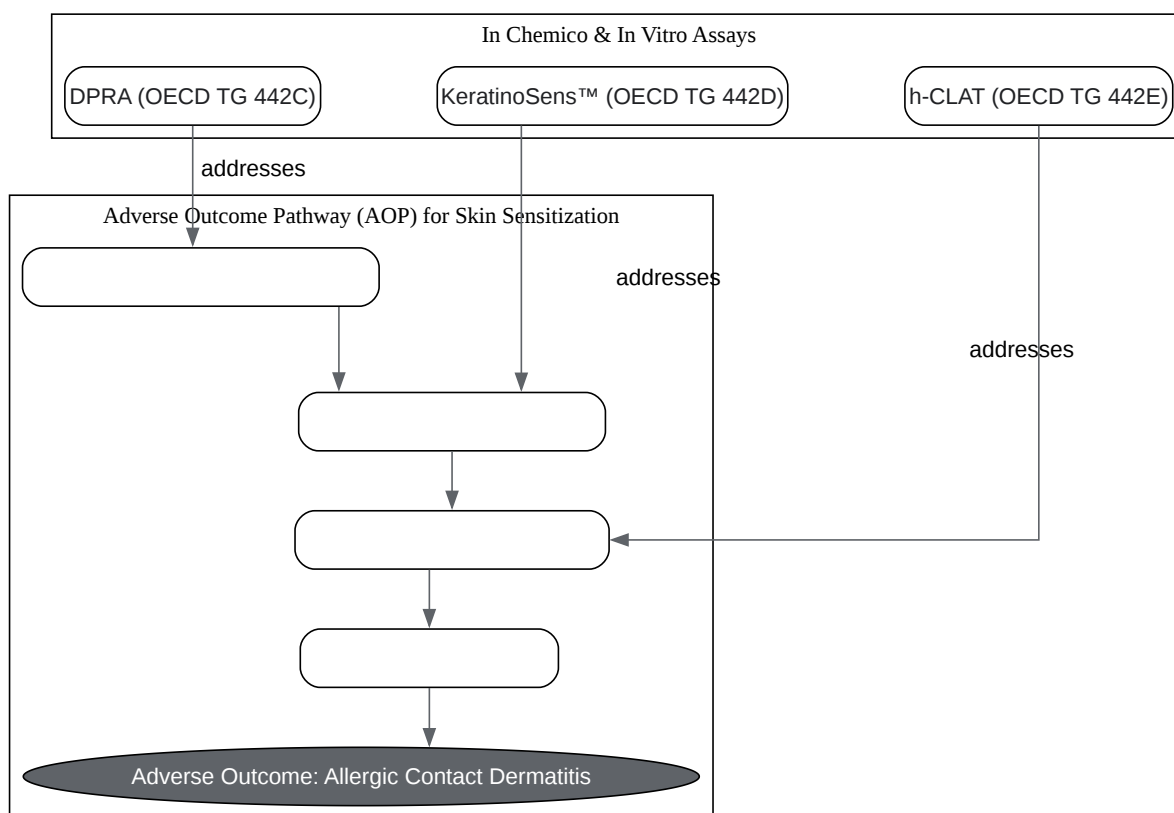 In Chemico & In Vitro Assays
DPRA (OECD TG 442C)
KeratinoSens™ (OECD TG 442D)
h-CLAT (OECD TG 442E)
addresses
Adverse Outcome Pathway (AOP) for Skin Sensitization
addresses
addresses
Adverse Outcome: Allergic Contact Dermatitis